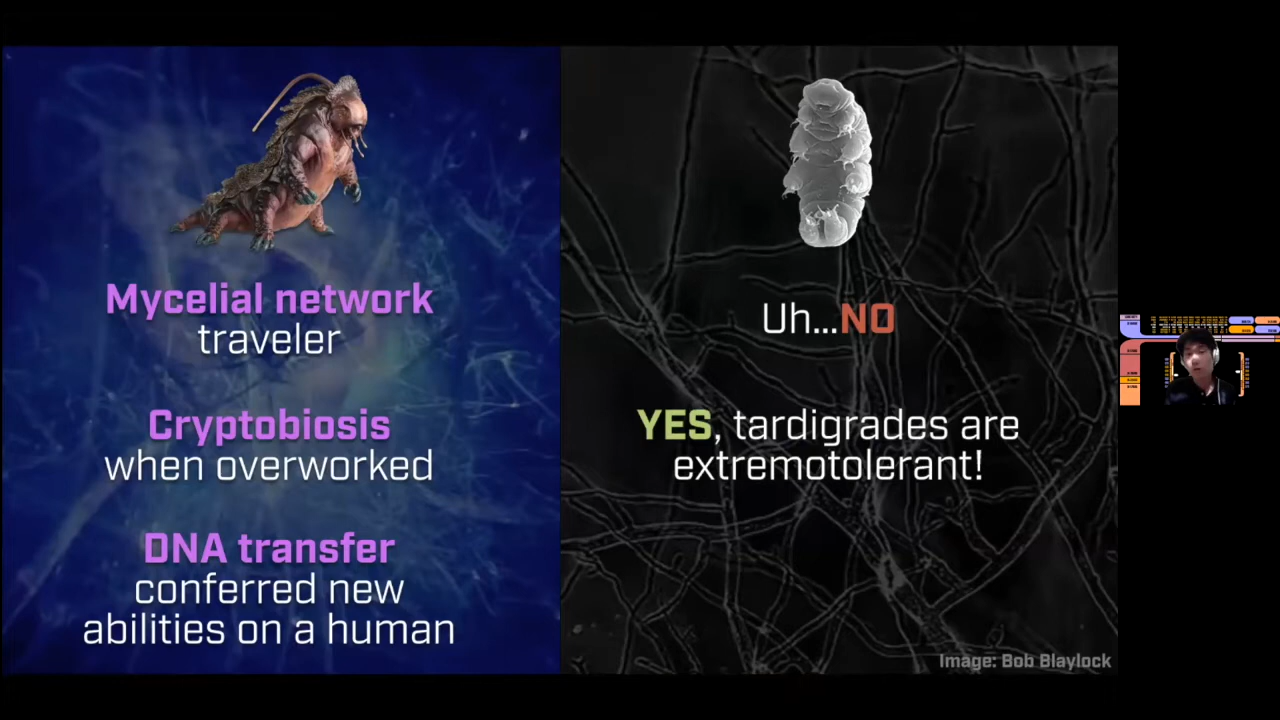 Mycelial network
traveler
Cryptobiosis
when overworked
DNA transfer
conferred new
abilities on a human
Uh...NO
YES, tardigrades are
extremotolerant!
Image: Bob Blaylock